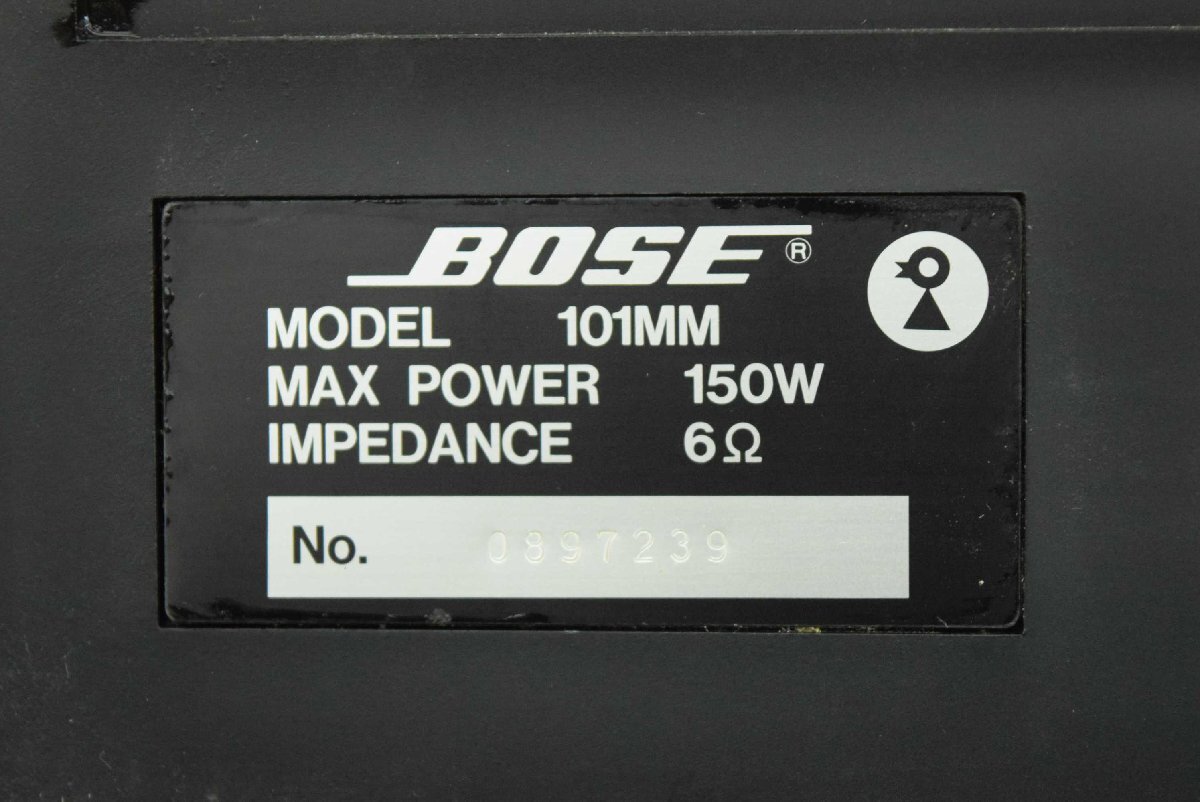 BOSE®
MODEL 101MM
MAX POWER 150W
IMPEDANCE 6Ω
No. 0897239